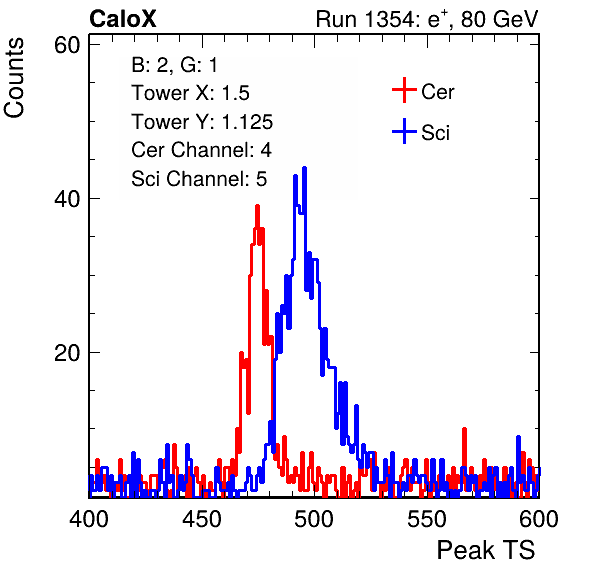 CaloX
Run 1354: e+, 80 GeV
Counts
60
40
20
B: 2, G: 1
Tower X: 1.5
Tower Y: 1.125
Cer Channel: 4
Sci Channel: 5
Cer
Sci
400 450 500 550 600
Peak TS